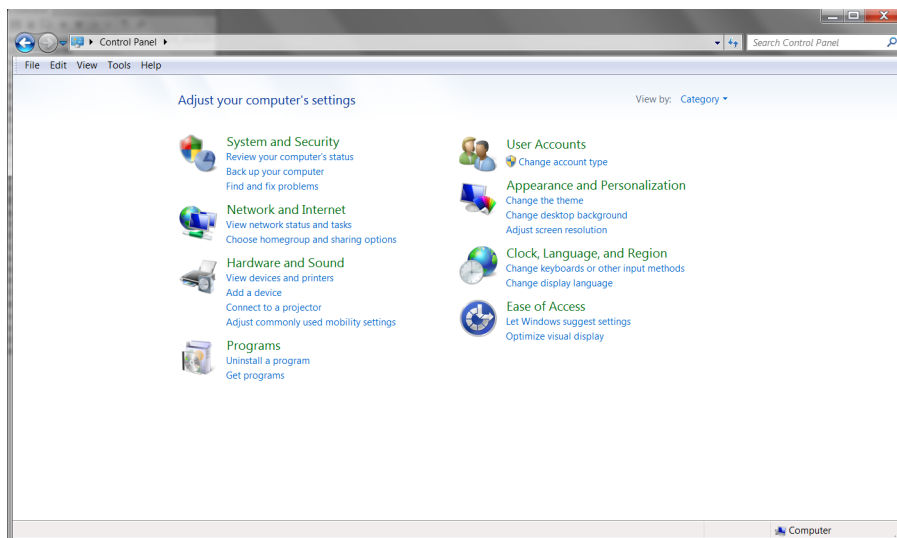 Control Panel
Search Control Panel
File Edit View Tools Help
Adjust your computer's settings
View by: Category
System and Security
Review your computer's status
Back up your computer
Find and fix problems
Network and Internet
View network status and tasks
Choose homegroup and sharing options
Hardware and Sound
View devices and printers
Add a device
Connect to a projector
Adjust commonly used mobility settings
Programs
Uninstall a program
Get programs
User Accounts
Change account type
Appearance and Personalization
Change the theme
Change desktop background
Adjust screen resolution
Clock, Language, and Region
Change keyboards or other input methods
Change display language
Ease of Access
Let Windows suggest settings
Optimize visual display
Computer